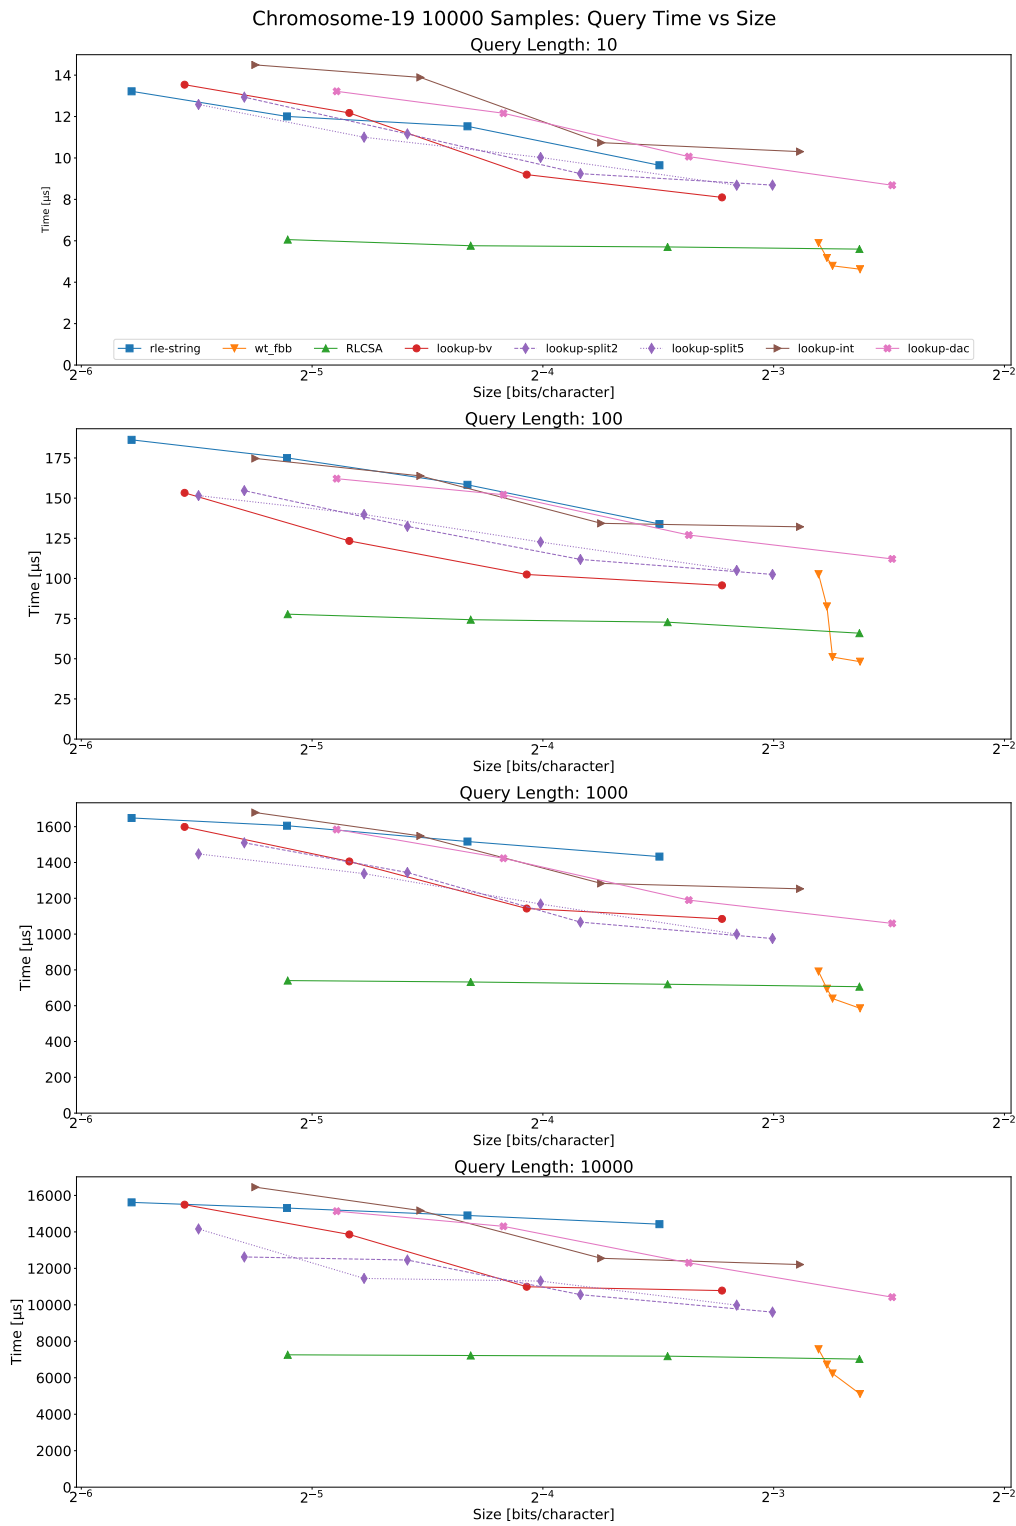 Chromosome-19 10000 Samples: Query Time vs Size
Query Length: 10
Time [µs]
14
12
10
8
6
4
2
0
rle-string wt_fbb RLCSA lookup-bv lookup-split2 lookup-split5 lookup-int lookup-dac
2⁻⁶ 2⁻⁵ 2⁻⁴ 2⁻³ 2⁻²
Size [bits/character]
Query Length: 100
Time [µs]
175
150
125
100
75
50
25
0
2⁻⁶ 2⁻⁵ 2⁻⁴ 2⁻³ 2⁻²
Size [bits/character]
Query Length: 1000
Time [µs]
1600
1400
1200
1000
800
600
400
200
0
2⁻⁶ 2⁻⁵ 2⁻⁴ 2⁻³ 2⁻²
Size [bits/character]
Query Length: 10000
Time [µs]
16000
14000
12000
10000
8000
6000
4000
2000
0
2⁻⁶ 2⁻⁵ 2⁻⁴ 2⁻³ 2⁻²
Size [bits/character]